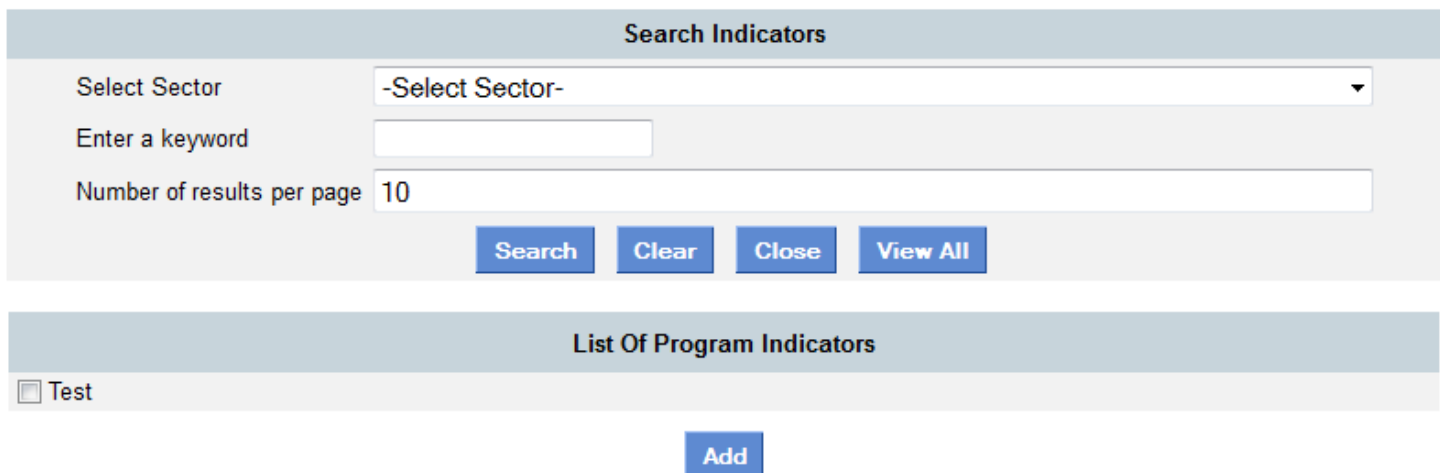 Search Indicators
Select Sector -Select Sector-
Enter a keyword
Number of results per page 10
Search Clear Close View All
List Of Program Indicators
Test
Add